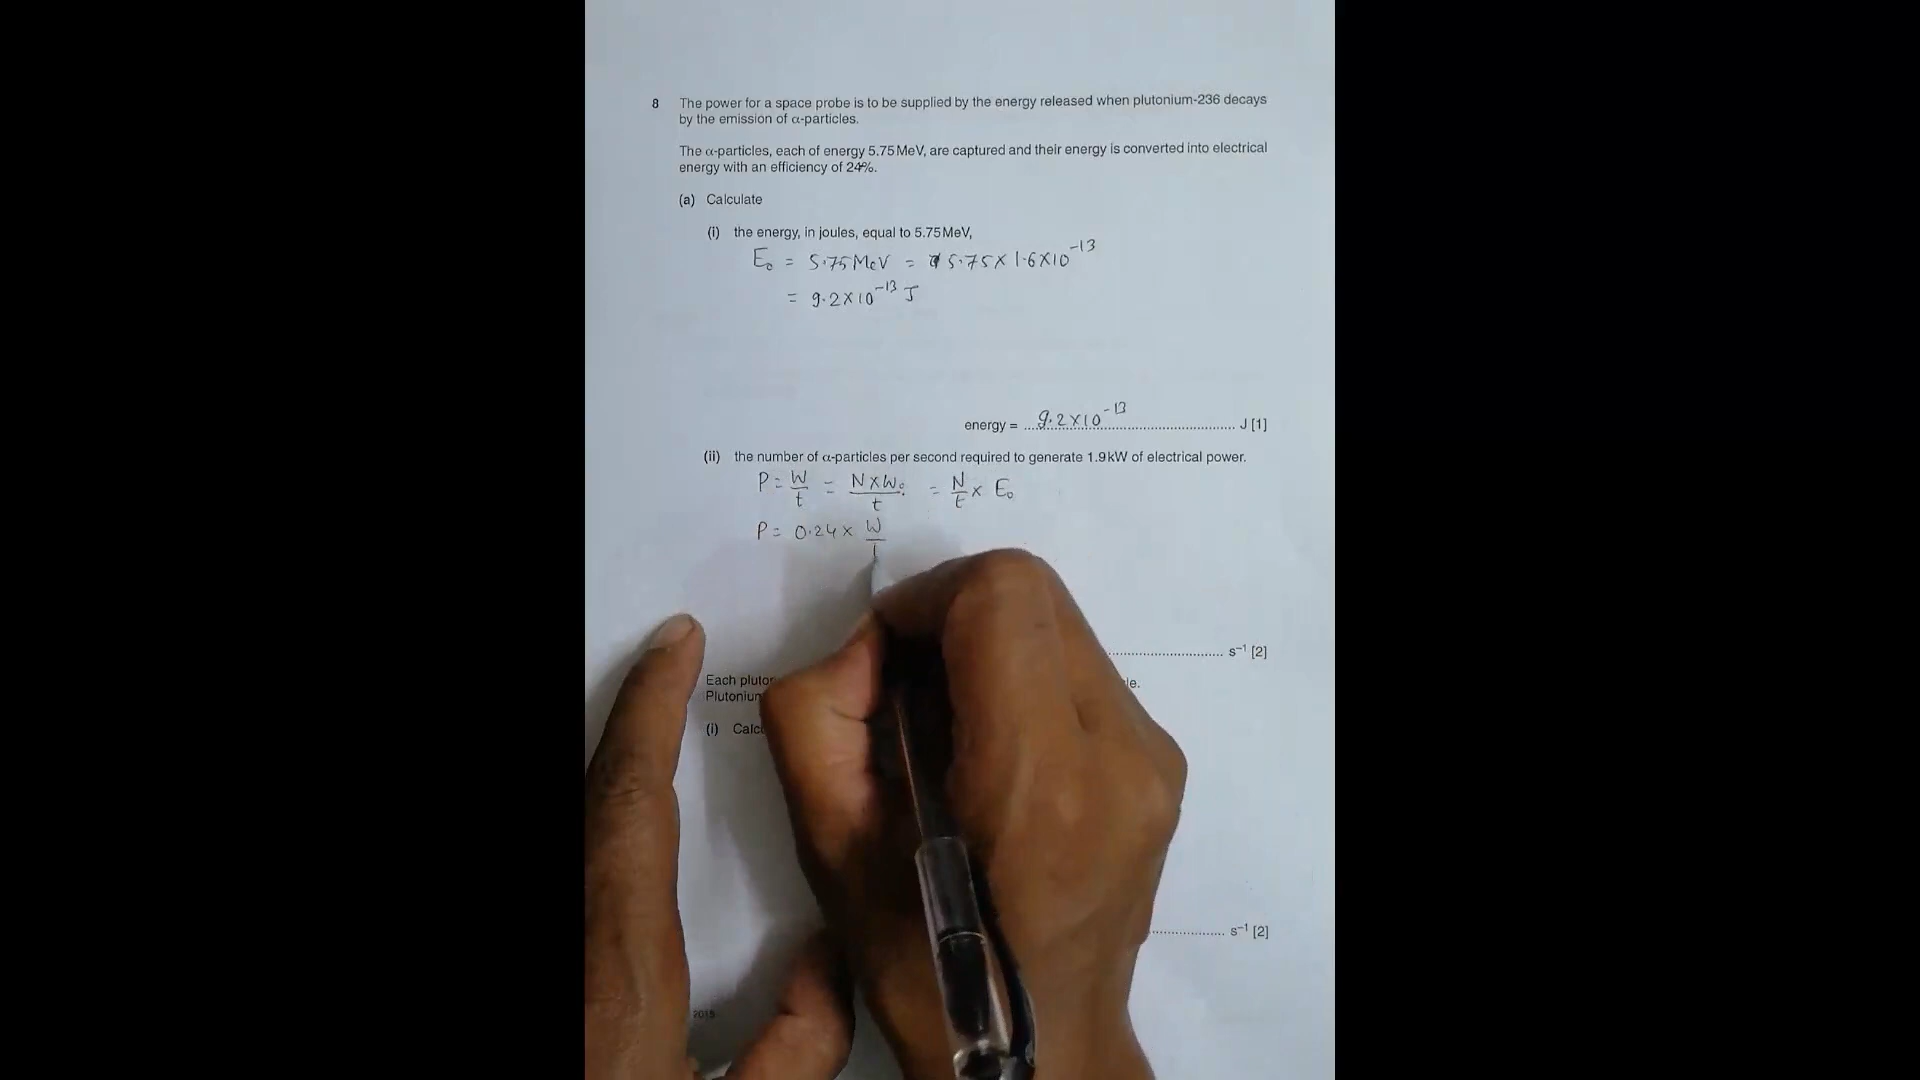 8 The power for a space probe is to be supplied by the energy released when plutonium-236 decays
by the emission of α-particles.
The α-particles, each of energy 5.75 MeV, are captured and their energy is converted into electrical
energy with an efficiency of 24%.
(a) Calculate
(i) the energy, in joules, equal to 5.75 MeV,
E₀ = 5.75 MeV = 5.75 × 1.6 × 10⁻¹³
= 9.2 × 10⁻¹³ J
energy = 9.2 × 10⁻¹³ J [1]
(ii) the number of α-particles per second required to generate 1.9 kW of electrical power.
P = W/t = N × W₀/t = N/t × E₀
P = 0.24 × W
s⁻¹ [2]
Each
(i)
s⁻¹ [2]
2015